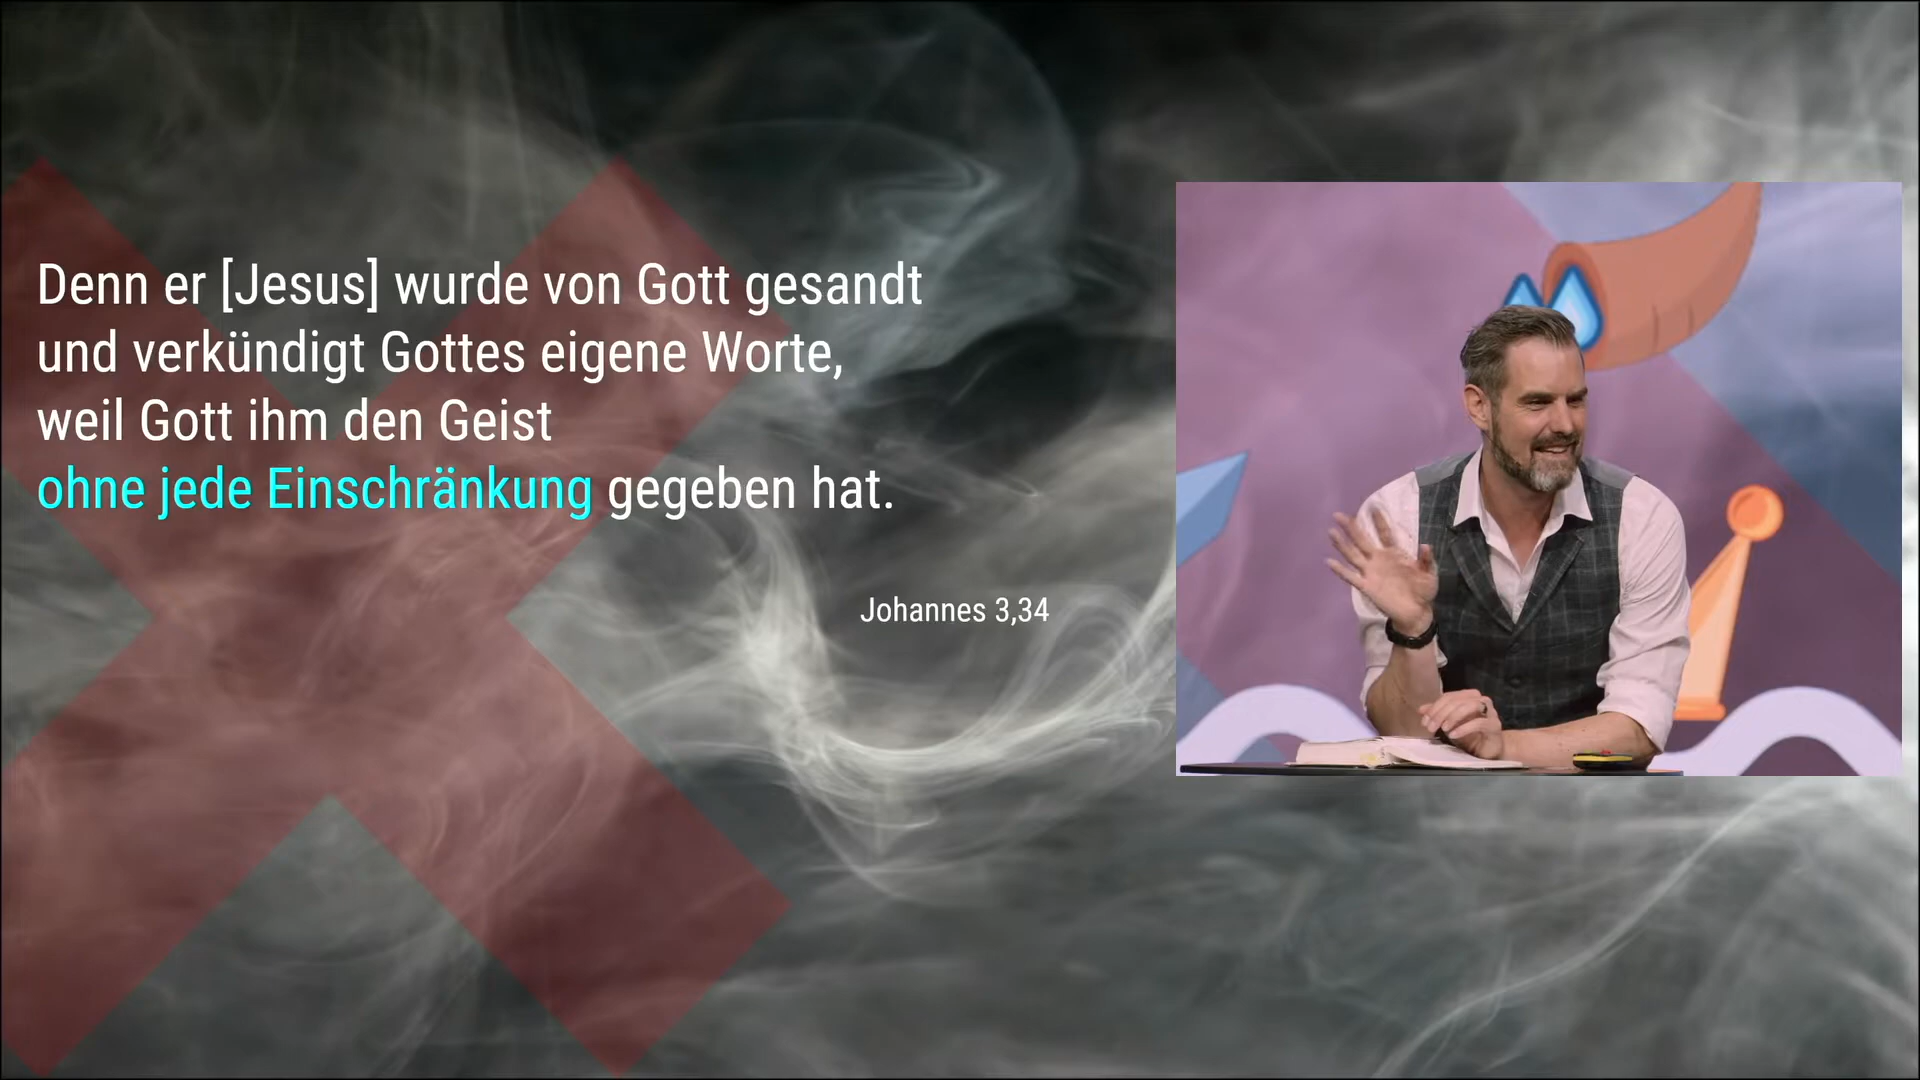 Denn er [Jesus] wurde von Gott gesandt
und verkündigt Gottes eigene Worte,
weil Gott ihm den Geist
ohne jede Einschränkung gegeben hat.
Johannes 3,34